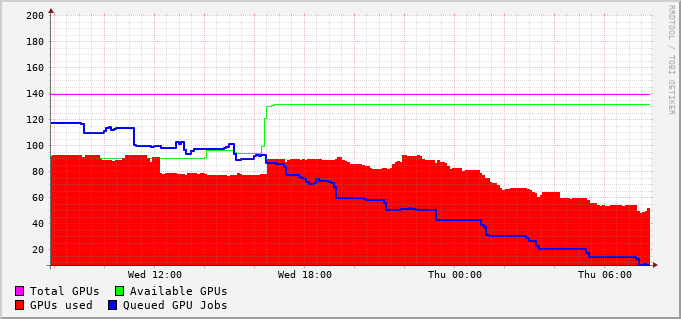 200
180
160
140
120
100
80
60
40
20
Wed 12:00 Wed 18:00 Thu 00:00 Thu 06:00
Total GPUs Available GPUs
GPUs used Queued GPU Jobs
RRDTOOL / TOBI OETIKER